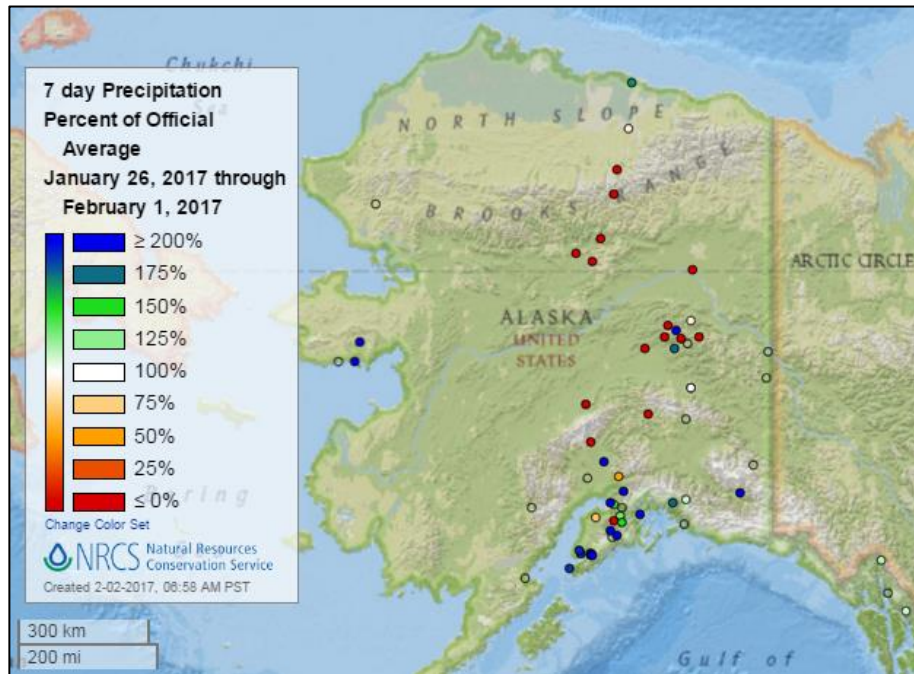 Chukchi
Sea
7 day Precipitation
Percent of Official
Average
January 26, 2017 through
February 1, 2017
≥ 200%
175%
150%
125%
100%
75%
50%
25%
≤ 0%
Change Color Set
NRCS Natural Resources
Conservation Service
Created 2-02-2017, 06:58 AM PST
300 km
200 mi
NORTH SLOPE
BROOKS RANGE
ARCTIC CIRCLE
ALASKA
UNITED
STATES
Bering
Gulf of